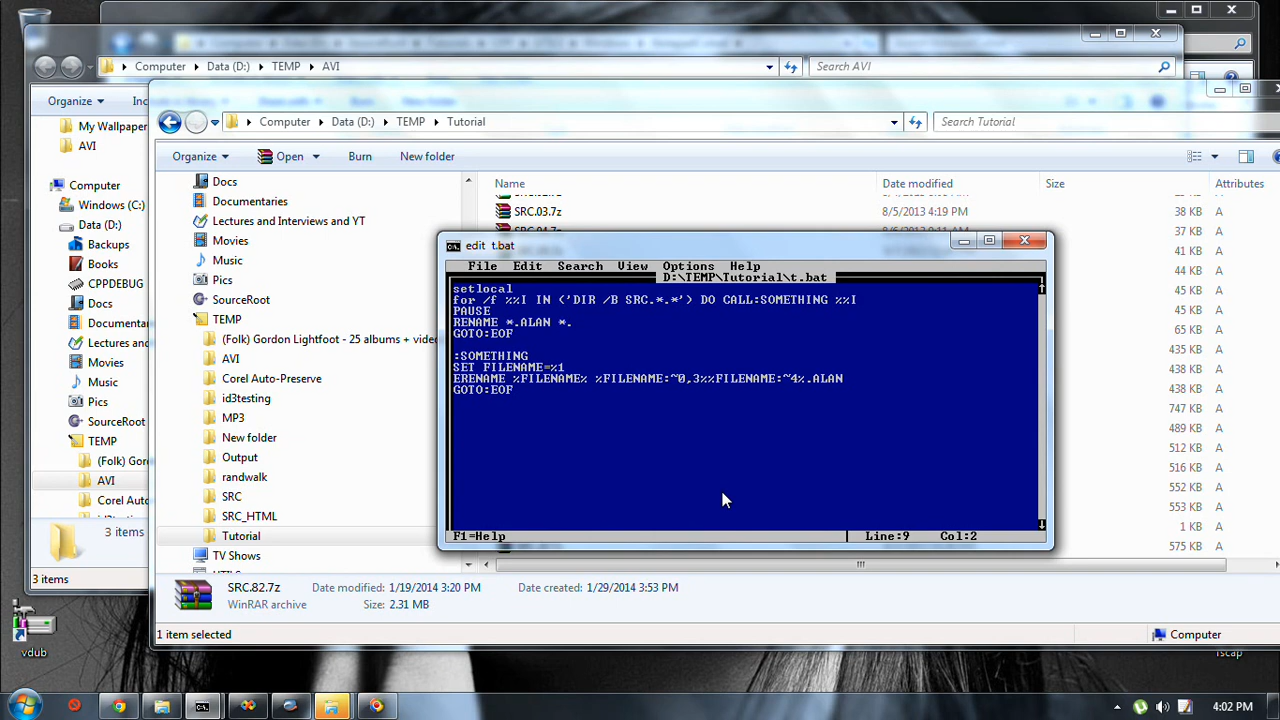 Computer Data (D:) TEMP AVI
Search AVI
Organize
My Wallpaper
AVI
Computer
Windows (C:)
Data (D:)
Backups
Books
CPPDEBUG
Docs
Documentaries
Movies
Music
Pics
SourceRoot
TEMP
(Folk) Gor
AVI
Corel Auto
3 items
3 items
vdub
Computer Data (D:) TEMP Tutorial
Search Tutorial
Organize Open Burn New folder
Docs
Documentaries
Lectures and Interviews and YT
Movies
Music
Pics
SourceRoot
TEMP
(Folk) Gordon Lightfoot - 25 albums + video
AVI
Corel Auto-Preserve
id3testing
MP3
New folder
Output
randwalk
SRC
SRC_HTML
Tutorial
TV Shows
Name Date modified Size Attributes
SRC.03.7z 8/5/2013 4:19 PM 38 KB A
37 KB A
41 KB A
50 KB A
51 KB A
56 KB A
45 KB A
65 KB A
435 KB A
438 KB A
438 KB A
747 KB A
489 KB A
512 KB A
516 KB A
552 KB A
553 KB A
1 KB A
575 KB A
edit t.bat
File Edit Search View Options Help
D:\TEMP\Tutorial\t.bat
setlocal
for /f %%I IN ('DIR /B SRC.*.*') DO CALL:SOMETHING %%I
PAUSE
RENAME *.ALAN *.
GOTO:EOF
:SOMETHING
SET FILENAME=%1
ERENAME %FILENAME% %FILENAME:~0,3%%FILENAME:~4%.ALAN
GOTO:EOF
F1=Help Line:9 Col:2
SRC.82.7z Date modified: 1/19/2014 3:20 PM Date created: 1/29/2014 3:53 PM
WinRAR archive Size: 2.31 MB
1 item selected Computer
4:02 PM